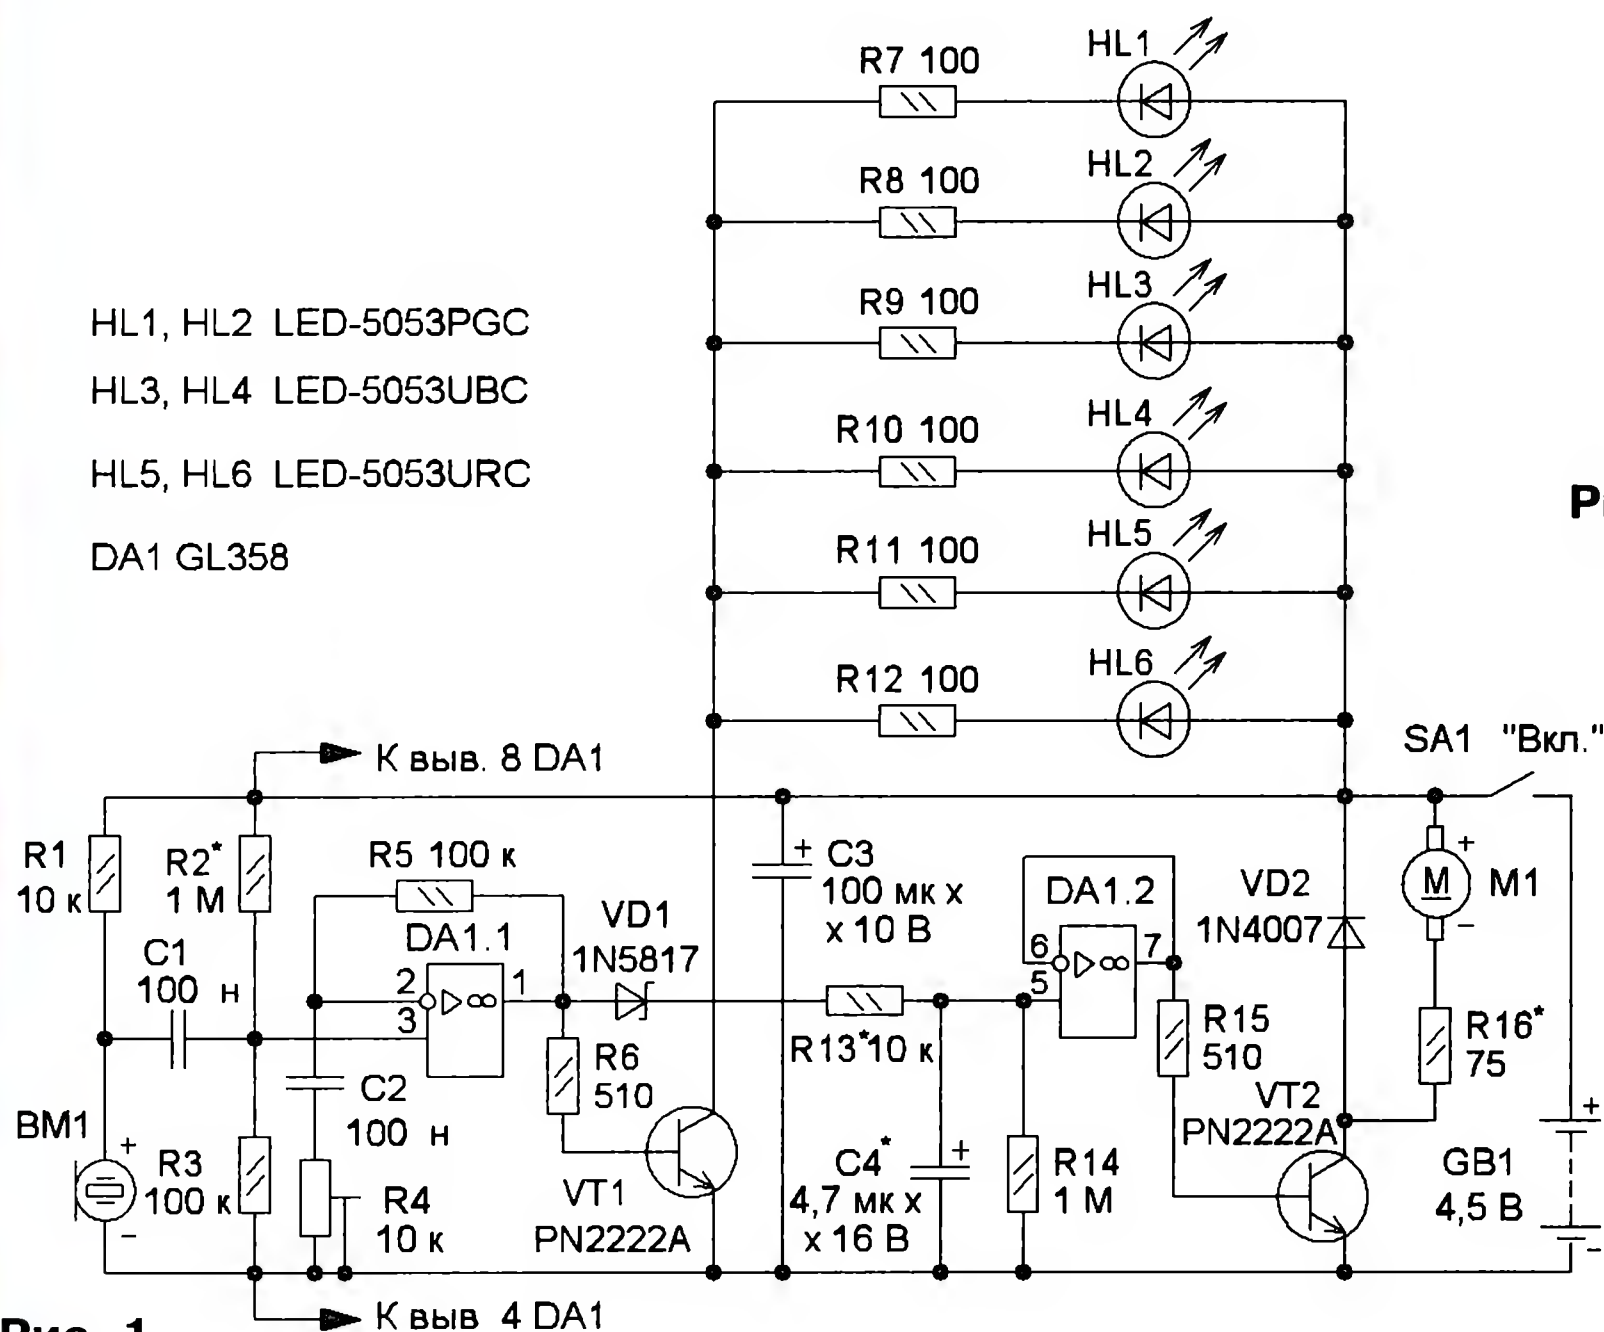 R7 100
HL1
R8 100
HL2
R9 100
HL3
HL1, HL2 LED-5053PGC
HL3, HL4 LED-5053UBC
R10 100
HL4
HL5, HL6 LED-5053URC
DA1 GL358
R11 100
HL5
R12 100
HL6
SA1 "Вкл."
К выв. 8 DA1
R1
10 к
R2*
1 М
R5 100 к
DA1.1
2
3
1
∞
C1
100 н
VD1
1N5817
+ C3
100 мк х
х 10 В
DA1.2
6
5
7
∞
VD2
1N4007
+
M
M1
–
R13* 10 к
R15
510
R16*
75
R6
510
C2
100 н
BM1
+
–
R3
100 к
R4
10 к
VT1
PN2222A
C4*
+
4,7 мк х
х 16 В
R14
1 М
VT2
PN2222A
GB1
4,5 В
+
–
К выв 4 DA1